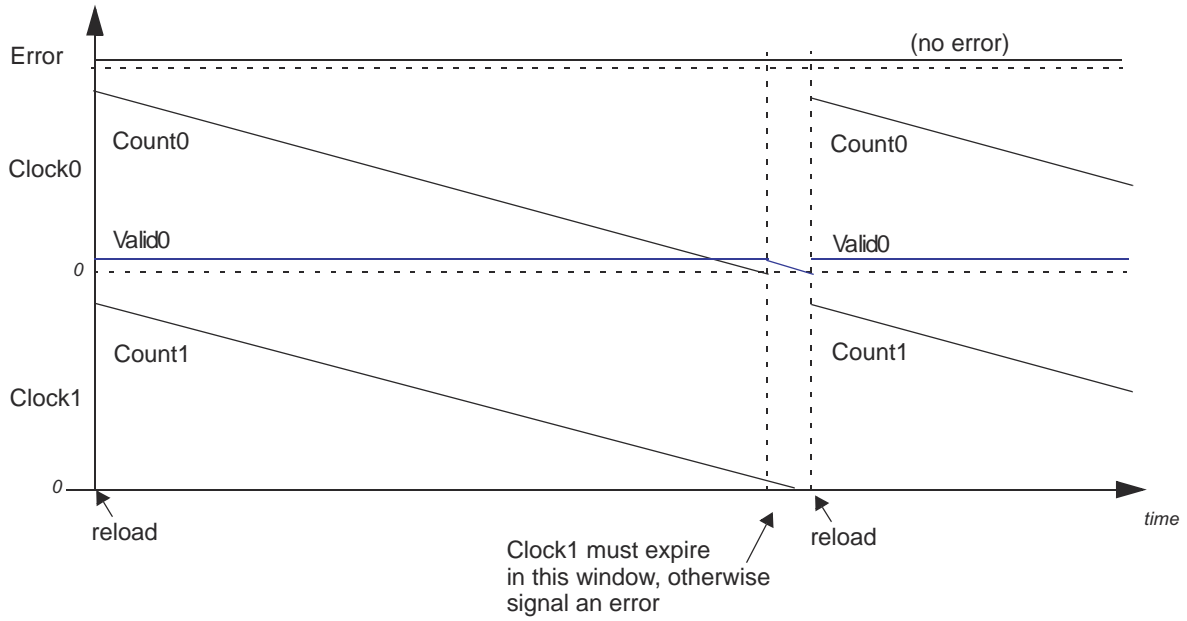 (no error)
Error
Count0
Count0
Clock0
Valid0
Valid0
0
Count1
Count1
Clock1
0
reload
reload
time
Clock1 must expire
in this window, otherwise
signal an error